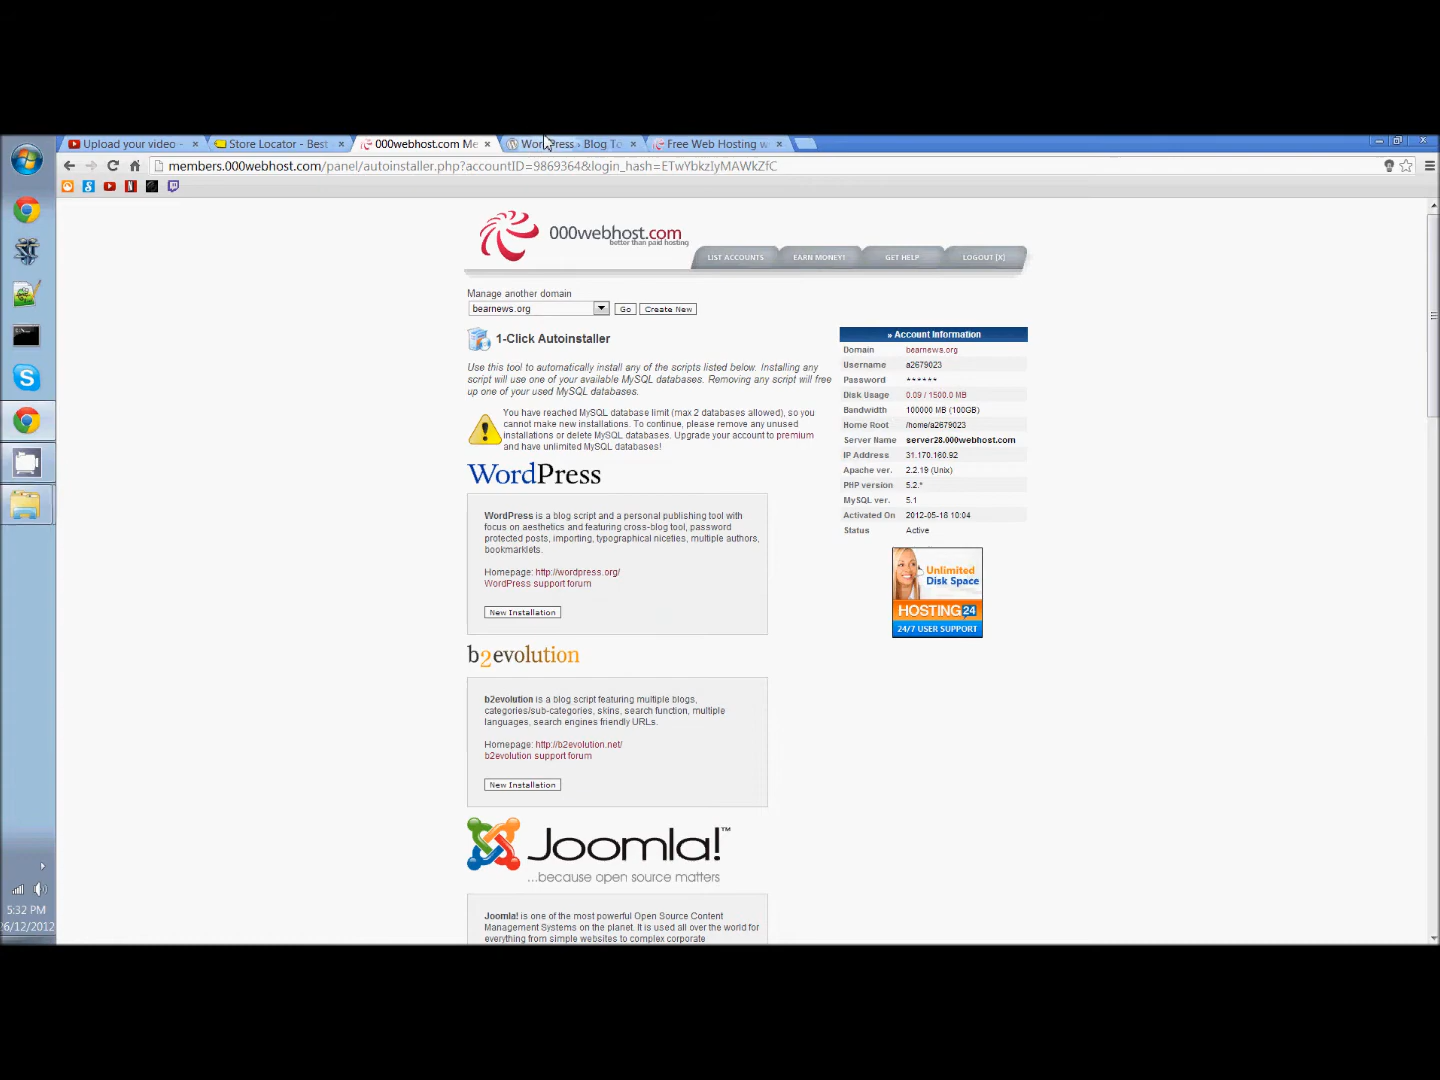 Upload your video -
Store Locator - Best
000webhost.com Me
WordPress › Blog To
Free Web Hosting w
members.000webhost.com/panel/autoinstaller.php?accountID=9869364&login_hash=ETwYbkzIyMAWkZfC
000webhost.com
better than paid hosting
LIST ACCOUNTS
EARN MONEY!
GET HELP
LOGOUT [X]
Manage another domain
bearnews.org
Go
Create New
1-Click Autoinstaller
Use this tool to automatically install any of the scripts listed below. Installing any
script will use one of your available MySQL databases. Removing any script will free
up one of your used MySQL databases.
You have reached MySQL database limit (max 2 databases allowed), so you
cannot make new installations. To continue, please remove any unused
installations or delete MySQL databases. Upgrade your account to premium
and have unlimited MySQL databases!
WordPress
WordPress is a blog script and a personal publishing tool with
focus on aesthetics and featuring cross-blog tool, password
protected posts, importing, typographical niceties, multiple authors,
bookmarklets.
Homepage: http://wordpress.org/
WordPress support forum
New Installation
b2evolution
b2evolution is a blog script featuring multiple blogs,
categories/sub-categories, skins, search function, multiple
languages, search engines friendly URLs.
Homepage: http://b2evolution.net/
b2evolution support forum
New Installation
Joomla!™
...because open source matters
Joomla! is one of the most powerful Open Source Content
Management Systems on the planet. It is used all over the world for
everything from simple websites to complex corporate
» Account Information
Domain bearnews.org
Username a2679023
Password ******
Disk Usage 0.09 / 1500.0 MB
Bandwidth 100000 MB (100GB)
Home Root /home/a2679023
Server Name server28.000webhost.com
IP Address 31.170.160.92
Apache ver. 2.2.19 (Unix)
PHP version 5.2.*
MySQL ver. 5.1
Activated On 2012-05-16 10:04
Status Active
Unlimited
Disk Space
HOSTING 24
24/7 USER SUPPORT
5:32 PM
26/12/2012